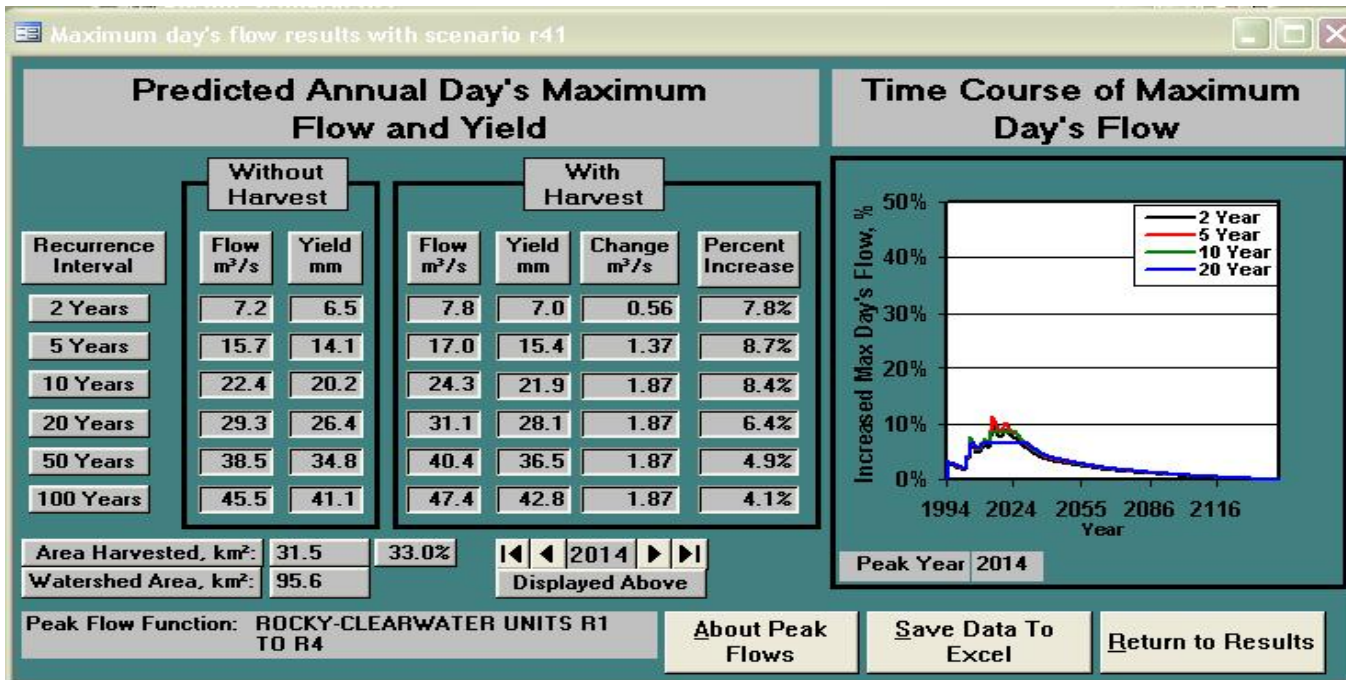 Maximum day's flow results with scenario r41
Predicted Annual Day's Maximum
Flow and Yield
Time Course of Maximum
Day's Flow
Without
Harvest
With
Harvest
Recurrence
Interval
Flow
m³/s
Yield
mm
Flow
m³/s
Yield
mm
Change
m³/s
Percent
Increase
2 Years 7.2 6.5 7.8 7.0 0.56 7.8%
5 Years 15.7 14.1 17.0 15.4 1.37 8.7%
10 Years 22.4 20.2 24.3 21.9 1.87 8.4%
20 Years 29.3 26.4 31.1 28.1 1.87 6.4%
50 Years 38.5 34.8 40.4 36.5 1.87 4.9%
100 Years 45.5 41.1 47.4 42.8 1.87 4.1%
Area Harvested, km²: 31.5 33.0% 2014
Watershed Area, km²: 95.6 Displayed Above
Peak Flow Function: ROCKY-CLEARWATER UNITS R1
TO R4
Increased Max Day's Flow, %
50%
40%
30%
20%
10%
0%
2 Year
5 Year
10 Year
20 Year
1994 2024 2055 2086 2116
Year
Peak Year 2014
About Peak
Flows
Save Data To
Excel
Return to Results